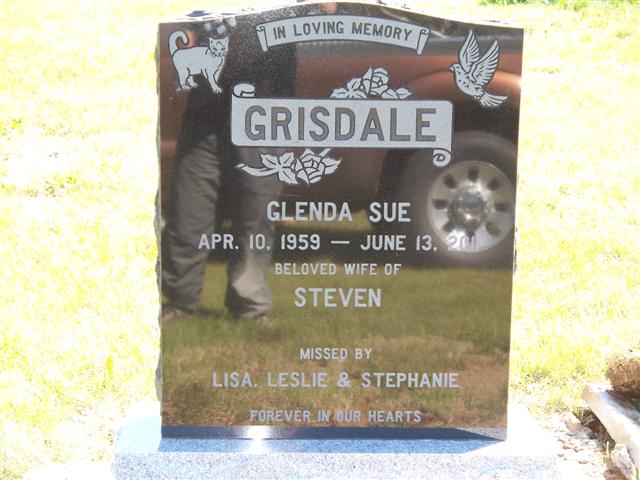 IN LOVING MEMORY
GRISDALE
GLENDA SUE
APR. 10, 1959 — JUNE 13,
BELOVED WIFE OF
STEVEN
MISSED BY
LISA, LESLIE & STEPHANIE
FOREVER IN OUR HEARTS